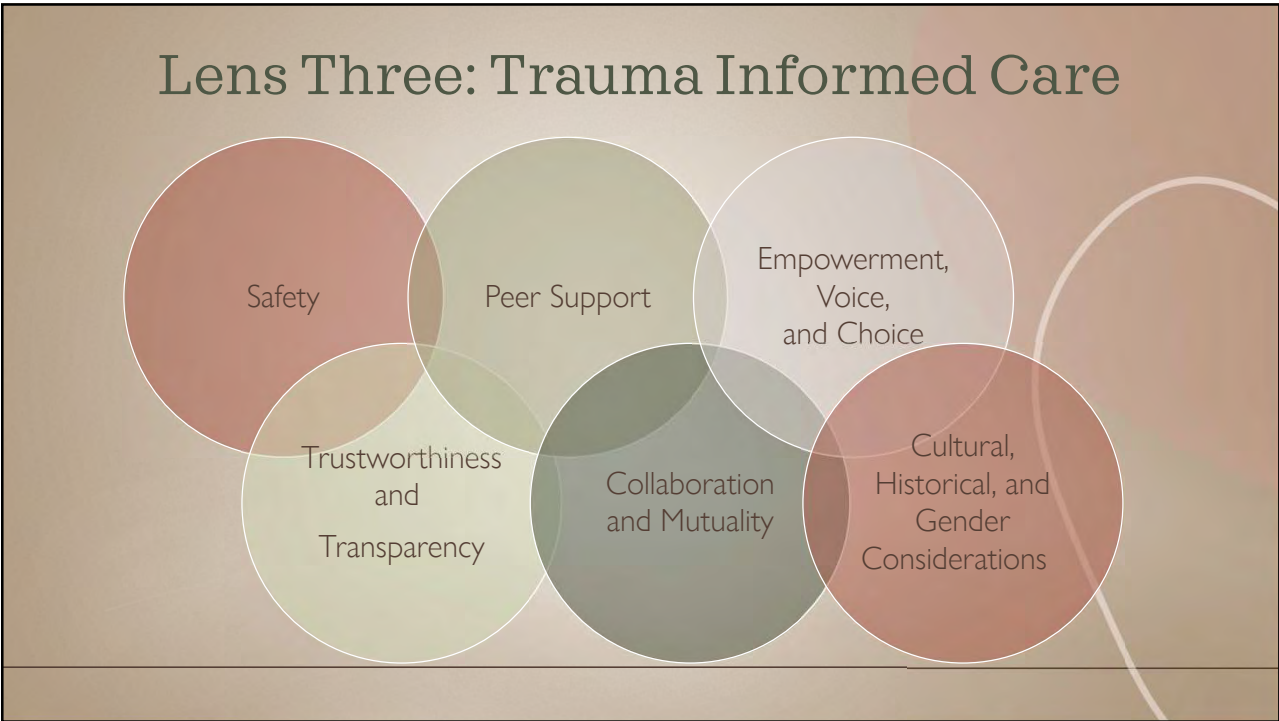 Lens Three: Trauma Informed Care
Safety
Peer Support
Empowerment,
Voice,
and Choice
Trustworthiness
and
Transparency
Collaboration
and Mutuality
Cultural,
Historical, and
Gender
Considerations